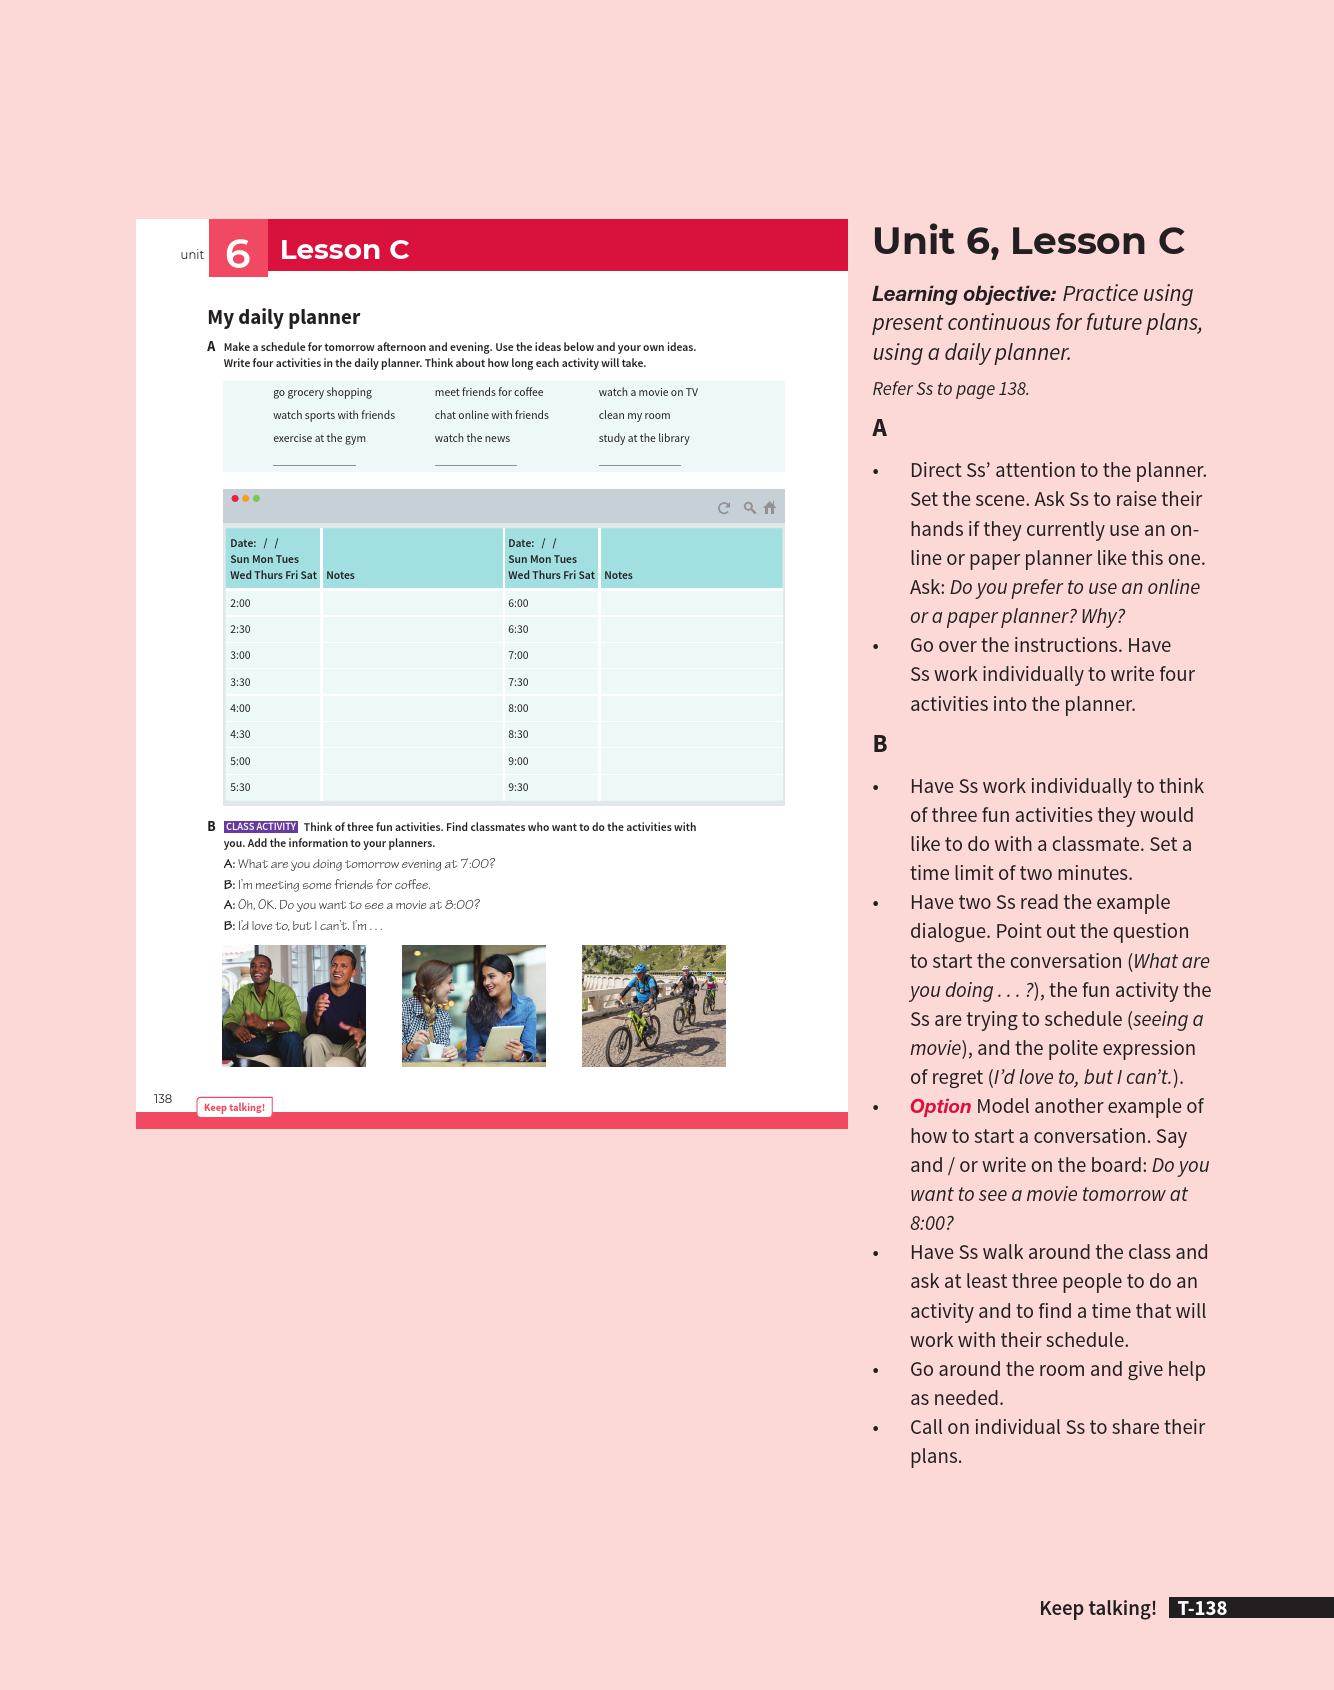 unit 6 Lesson C
My daily planner
A Make a schedule for tomorrow afternoon and evening. Use the ideas below and your own ideas.
Write four activities in the daily planner. Think about how long each activity will take.
go grocery shopping meet friends for coffee watch a movie on TV
watch sports with friends chat online with friends clean my room
exercise at the gym watch the news study at the library
Date: / / Date: / /
Sun Mon Tues Sun Mon Tues
Wed Thurs Fri Sat Notes Wed Thurs Fri Sat Notes
2:00 6:00
2:30 6:30
3:00 7:00
3:30 7:30
4:00 8:00
4:30 8:30
5:00 9:00
5:30 9:30
B CLASS ACTIVITY Think of three fun activities. Find classmates who want to do the activities with
you. Add the information to your planners.
A: What are you doing tomorrow evening at 7:00?
B: I'm meeting some friends for coffee.
A: Oh, OK. Do you want to see a movie at 8:00?
B: I'd love to, but I can't. I'm . . .
138 Keep talking!
Unit 6, Lesson C
Learning objective: Practice using
present continuous for future plans,
using a daily planner.
Refer Ss to page 138.
A
• Direct Ss’ attention to the planner.
Set the scene. Ask Ss to raise their
hands if they currently use an on-
line or paper planner like this one.
Ask: Do you prefer to use an online
or a paper planner? Why?
• Go over the instructions. Have
Ss work individually to write four
activities into the planner.
B
• Have Ss work individually to think
of three fun activities they would
like to do with a classmate. Set a
time limit of two minutes.
• Have two Ss read the example
dialogue. Point out the question
to start the conversation (What are
you doing . . . ?), the fun activity the
Ss are trying to schedule (seeing a
movie), and the polite expression
of regret (I’d love to, but I can’t.).
• Option Model another example of
how to start a conversation. Say
and / or write on the board: Do you
want to see a movie tomorrow at
8:00?
• Have Ss walk around the class and
ask at least three people to do an
activity and to find a time that will
work with their schedule.
• Go around the room and give help
as needed.
• Call on individual Ss to share their
plans.
Keep talking! T-138